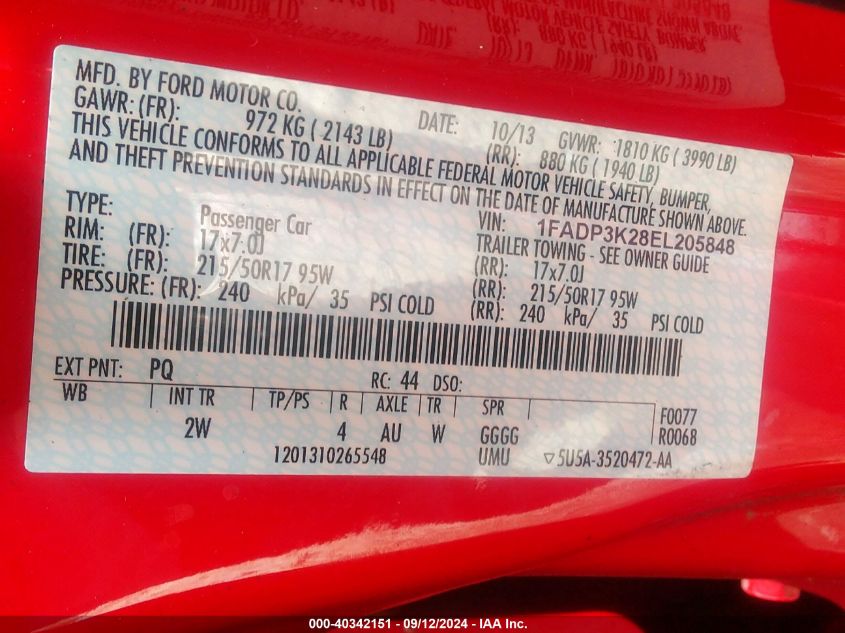 MFD. BY FORD MOTOR CO.
DATE: 10/13 GVWR: 1810 KG ( 3990 LB)
GAWR: (FR): 972 KG ( 2143 LB) (RR): 880 KG ( 1940 LB)
THIS VEHICLE CONFORMS TO ALL APPLICABLE FEDERAL MOTOR VEHICLE SAFETY, BUMPER,
AND THEFT PREVENTION STANDARDS IN EFFECT ON THE DATE OF MANUFACTURE SHOWN ABOVE.
VIN: 1FADP3K28EL205848
TYPE: Passenger Car TRAILER TOWING - SEE OWNER GUIDE
RIM: (FR): 17x7.0J (RR): 17x7.0J
TIRE: (FR): 215/50R17 95W (RR): 215/50R17 95W
PRESSURE: (FR): 240 kPa/ 35 PSI COLD (RR): 240 kPa/ 35 PSI COLD
EXT PNT: PQ RC: 44 DSO:
WB INT TR TP/PS R AXLE TR SPR F0077
2W 4 AU W GGGG R0068
1201310265548 UMU ▽5U5A-3520472-AA
000-40342151 - 09/12/2024 - IAA Inc.